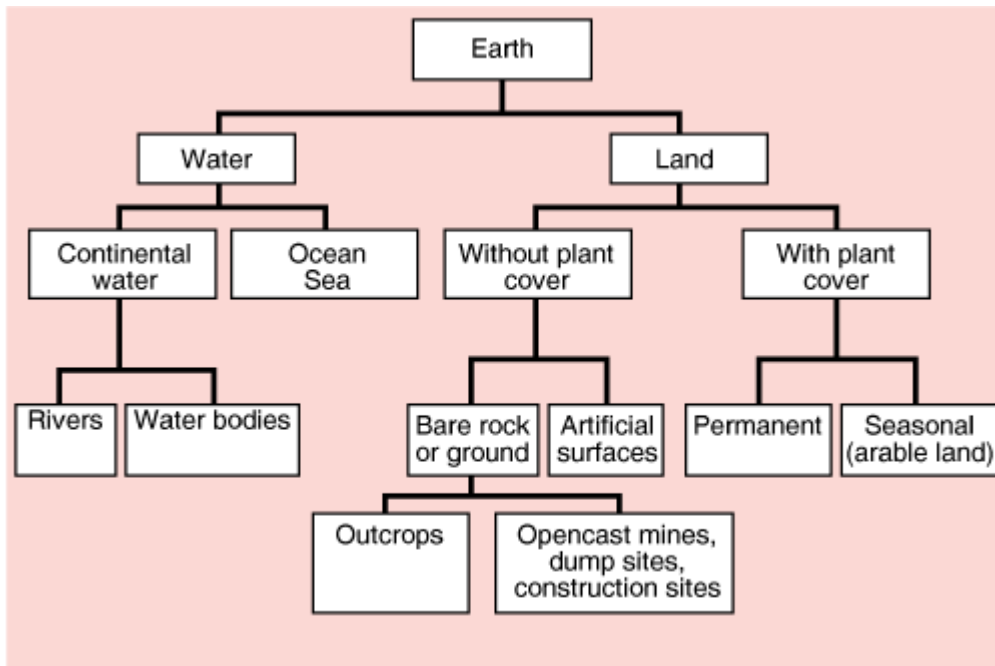 Earth
Water
Land
Continental
water
Ocean
Sea
Without plant
cover
With plant
cover
Rivers
Water bodies
Bare rock
or ground
Artificial
surfaces
Permanent
Seasonal
(arable land)
Outcrops
Opencast mines,
dump sites,
construction sites